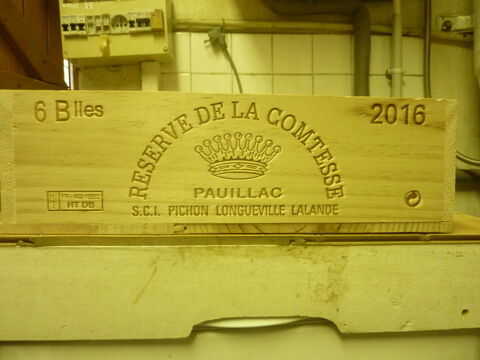 6 Blles
2016
RESERVE DE LA COMTESSE
PAUILLAC
S.C.I. PICHON LONGUEVILLE LALANDE
HT DB